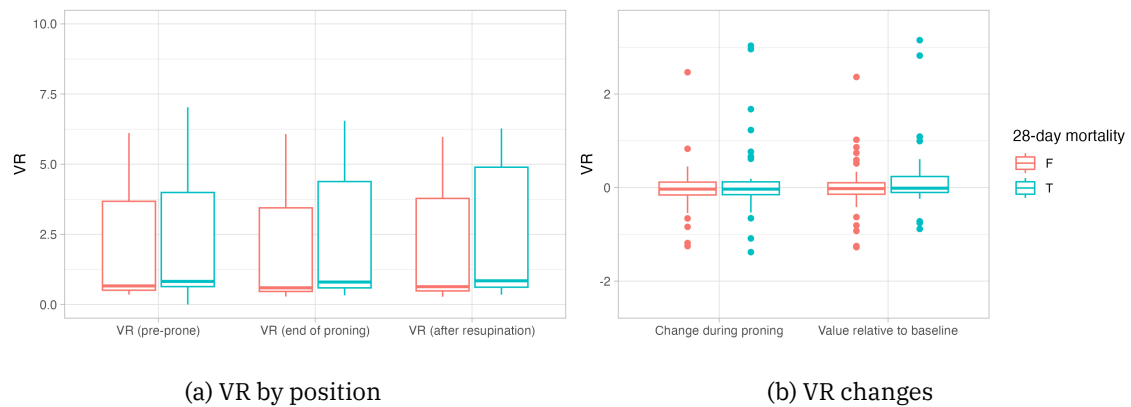 10.0
7.5
5.0
2.5
0.0
VR
VR (pre-prone) VR (end of proning) VR (after resupination)
(a) VR by position
2
0
-2
VR
Change during proning Value relative to baseline
(b) VR changes
28-day mortality
F
T